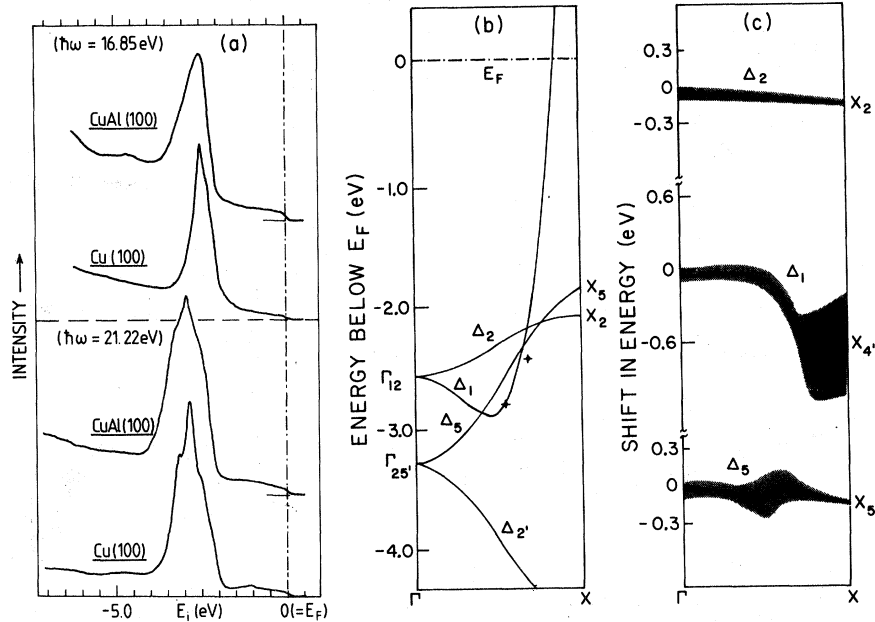 (a)
(ħω = 16.85eV)
CuAl(100)
Cu(100)
(ħω = 21.22eV)
CuAl(100)
Cu(100)
INTENSITY →
-5.0 E_i (eV) 0(=E_F)
(b)
ENERGY BELOW E_F (eV)
0
-1.0
-2.0
-3.0
-4.0
E_F
X_5
X_2
Δ_2
Γ_12
Δ_1
Δ_5
Γ_25'
Δ_2'
Γ X
(c)
SHIFT IN ENERGY (eV)
0.3
0
-0.3
Δ_2
X_2
0.6
0
-0.6
Δ_1
X_4'
0.3
0
-0.3
Δ_5
X_5
Γ X